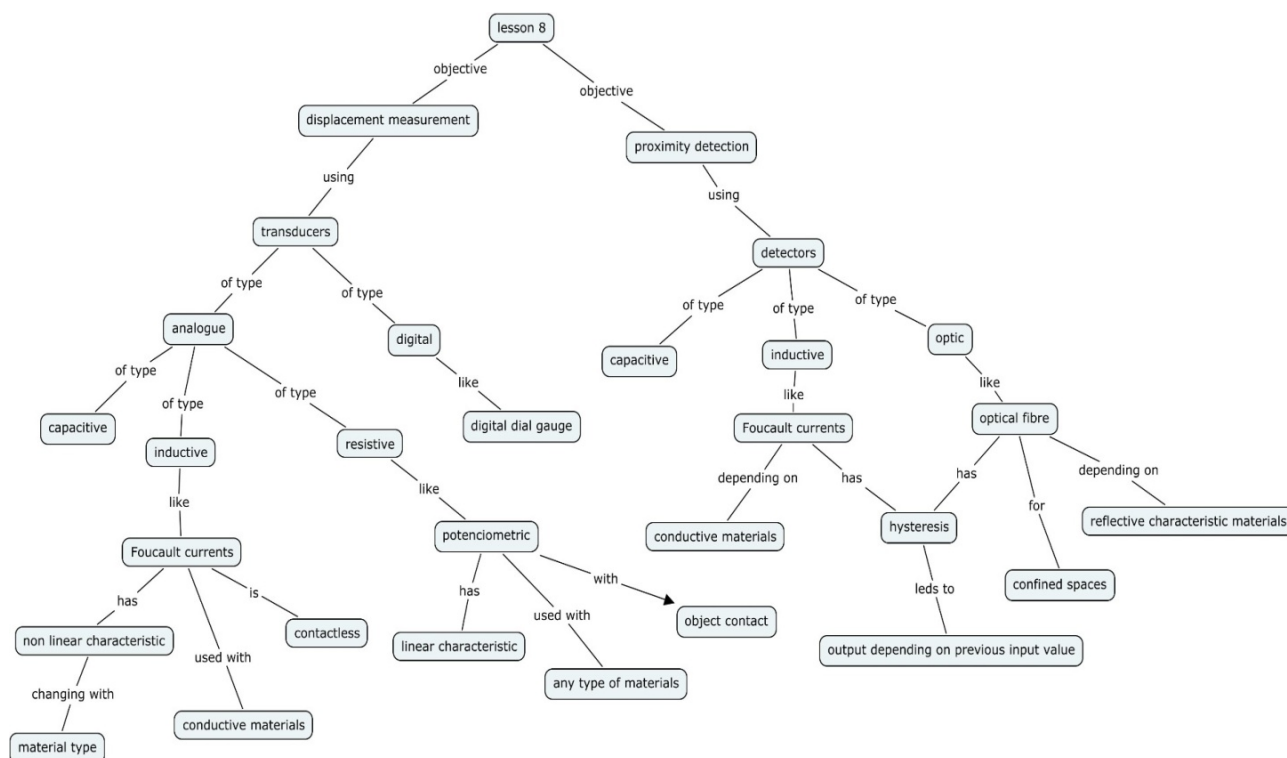 lesson 8
objective
objective
displacement measurement
proximity detection
using
using
transducers
detectors
of type
of type
of type
of type
of type
analogue
digital
capacitive
inductive
optic
of type
of type
of type
like
like
like
capacitive
inductive
resistive
digital dial gauge
Foucault currents
optical fibre
like
like
depending on
has
has
for
depending on
Foucault currents
potenciometric
conductive materials
hysteresis
confined spaces
reflective characteristic materials
has
is
used with
has
used with
with
leds to
non linear characteristic
contactless
linear characteristic
object contact
output depending on previous input value
changing with
any type of materials
material type
conductive materials